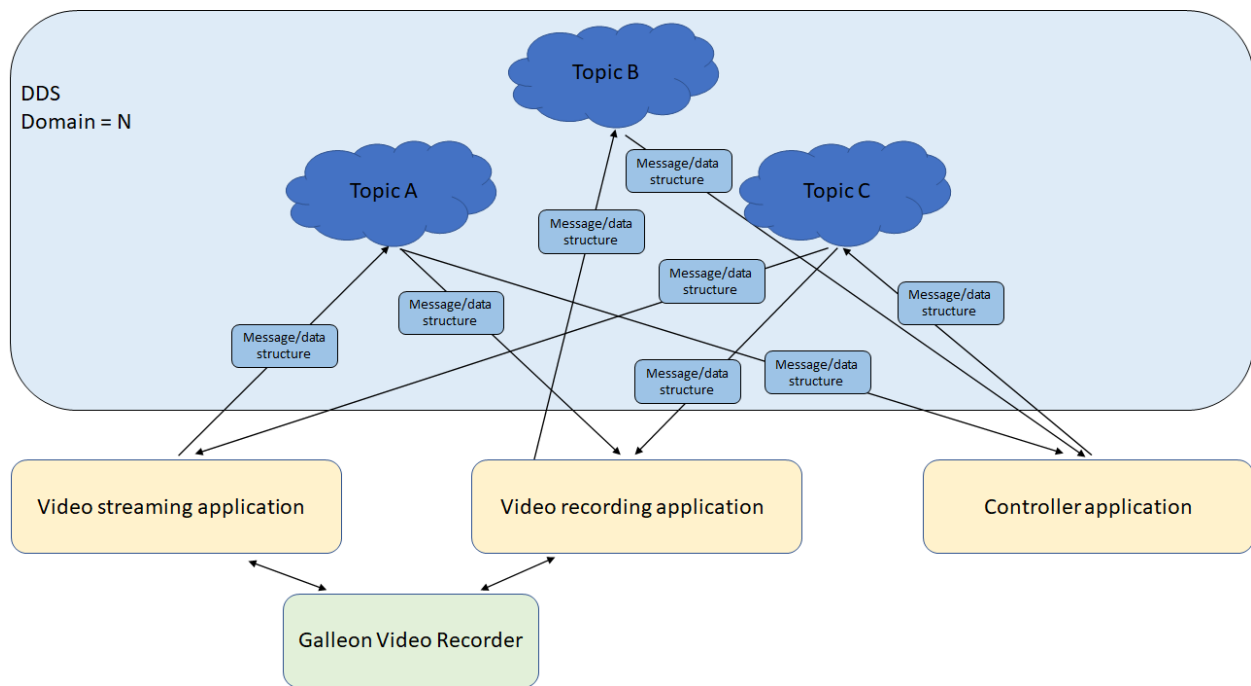 Topic B
DDS
Domain = N
Topic A
Message/data
structure
Topic C
Message/data
structure
Message/data
structure
Message/data
structure
Message/data
structure
Message/data
structure
Message/data
structure
Message/data
structure
Video streaming application
Video recording application
Controller application
Galleon Video Recorder